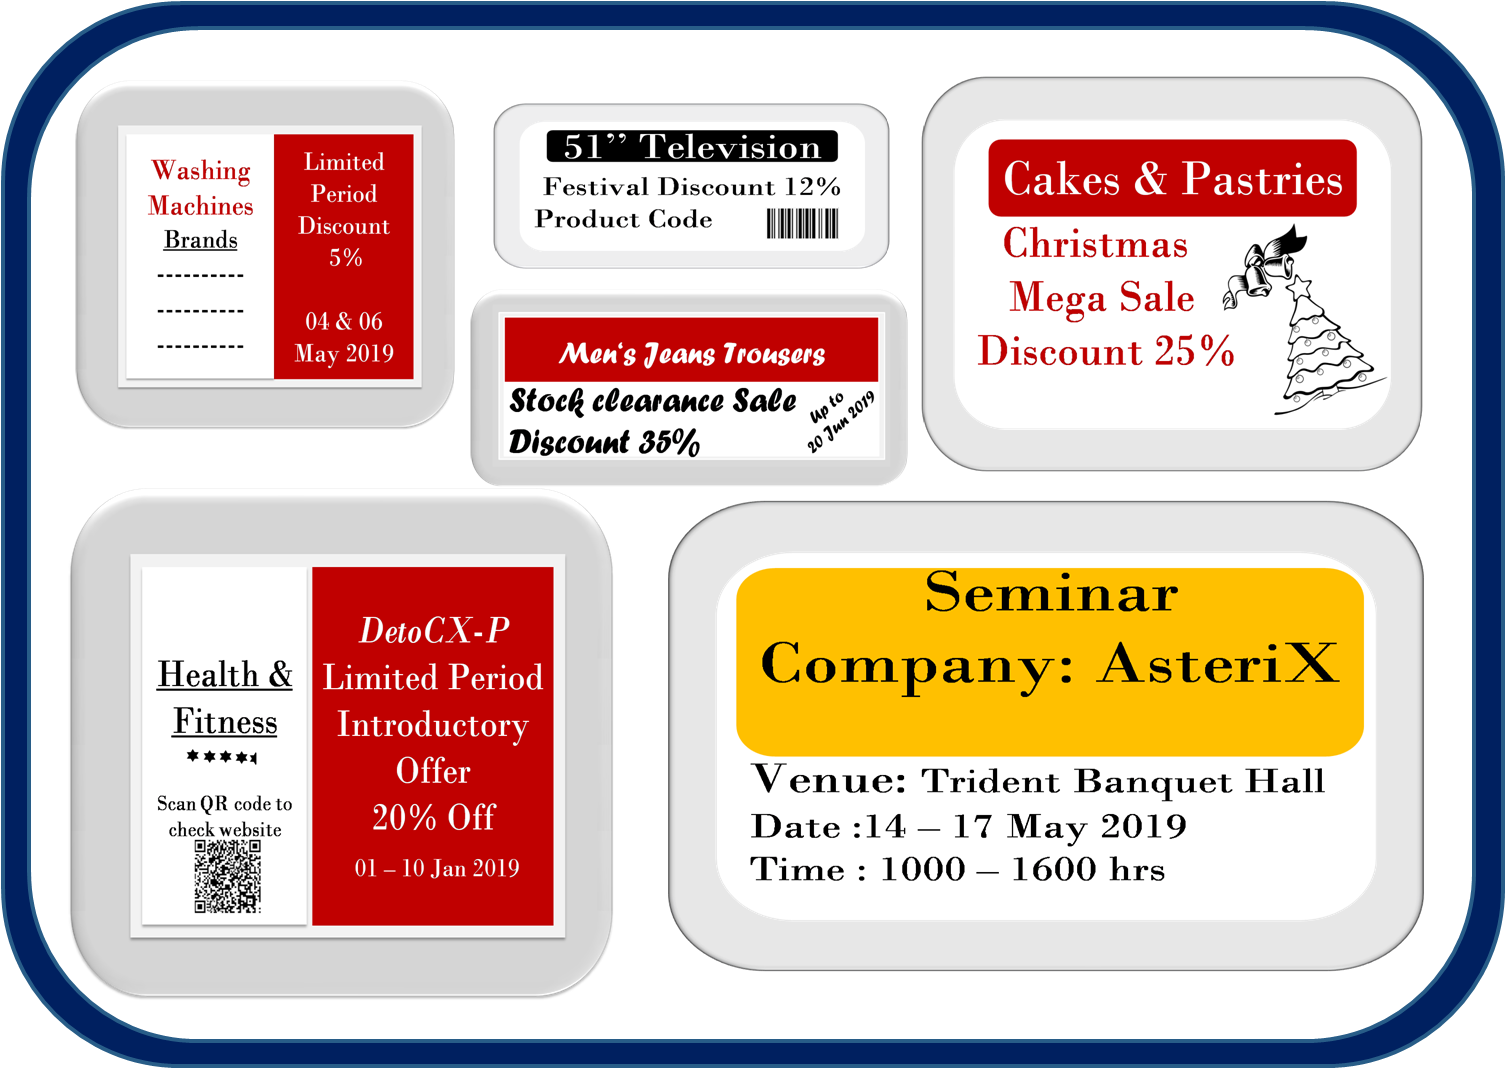 Washing
Machines
Brands
----------
----------
----------
Limited
Period
Discount
5%
04 & 06
May 2019
51” Television
Festival Discount 12%
Product Code
Cakes & Pastries
Christmas
Mega Sale
Discount 25%
Men‘s Jeans Trousers
Stock clearance Sale
Discount 35%
Up to
20 Jun 2019
Health &
Fitness
Scan QR code to
check website
DetoCX-P
Limited Period
Introductory
Offer
20% Off
01 – 10 Jan 2019
Seminar
Company: AsteriX
Venue: Trident Banquet Hall
Date :14 – 17 May 2019
Time : 1000 – 1600 hrs